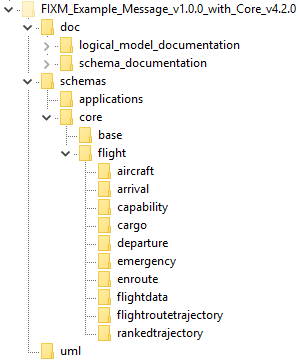 FIXM_Example_Message_v1.0.0_with_Core_v4.2.0
doc
logical_model_documentation
schema_documentation
schemas
applications
core
base
flight
aircraft
arrival
capability
cargo
departure
emergency
enroute
flightdata
flightroutetrajectory
rankedtrajectory
uml